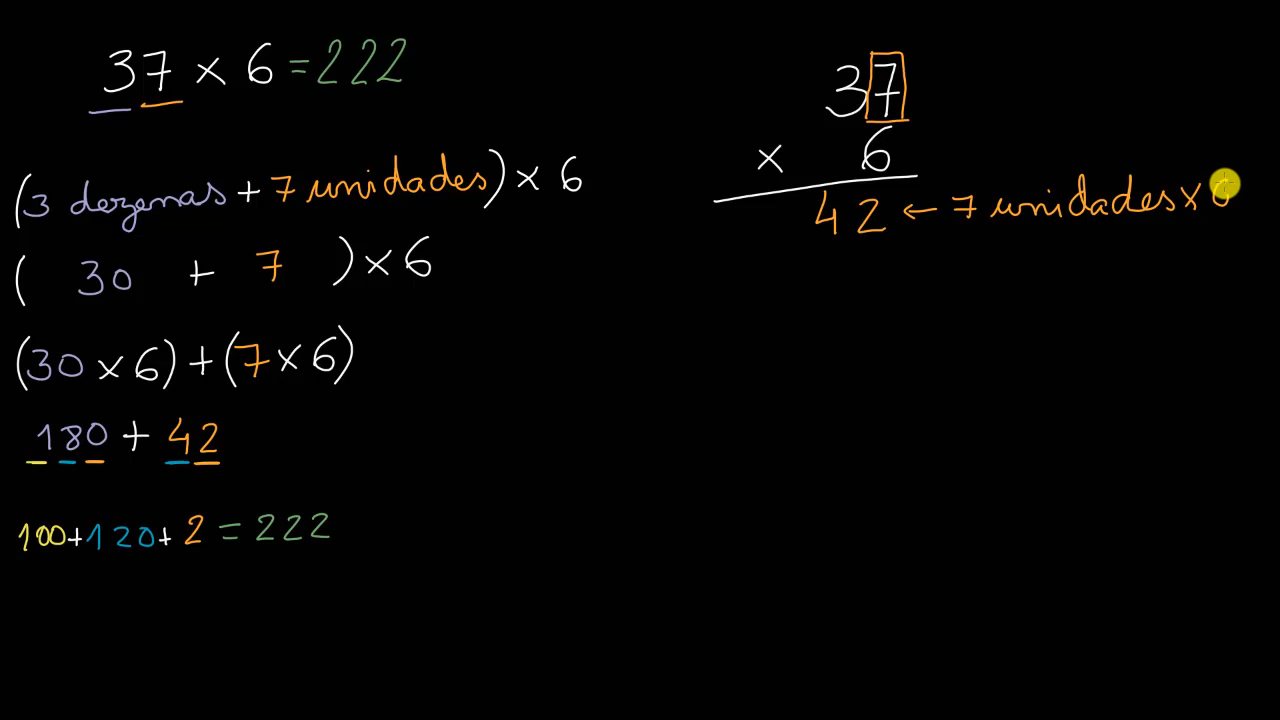 37 × 6 = 222
(3 dezenas + 7 unidades) × 6
(30 + 7) × 6
(30 × 6) + (7 × 6)
180 + 42
100 + 120 + 2 = 222
37
× 6
42 ← 7 unidades × 6